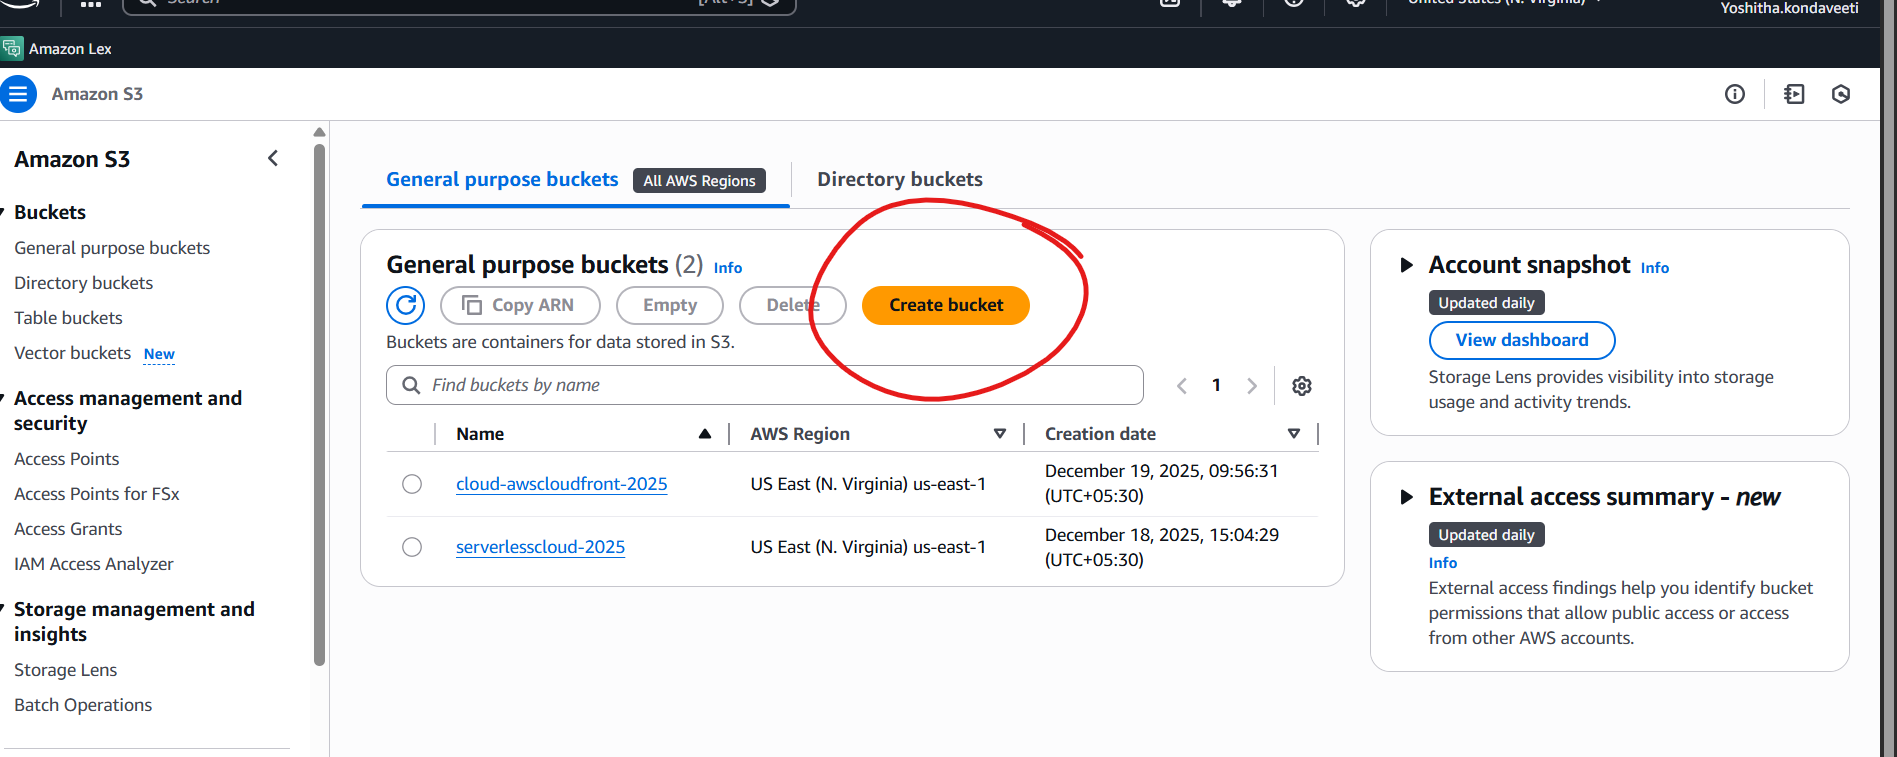 Search
[Alt+S]
United States (N. Virginia)
Yoshitha.kondaveeti
Amazon Lex
Amazon S3
Amazon S3
Buckets
General purpose buckets
Directory buckets
Table buckets
Vector buckets New
Access management and
security
Access Points
Access Points for FSx
Access Grants
IAM Access Analyzer
Storage management and
insights
Storage Lens
Batch Operations
General purpose buckets All AWS Regions Directory buckets
General purpose buckets (2) Info
Copy ARN Empty Delete Create bucket
Buckets are containers for data stored in S3.
Find buckets by name
1
Name AWS Region Creation date
cloud-awscloudfront-2025 US East (N. Virginia) us-east-1 December 19, 2025, 09:56:31
(UTC+05:30)
serverlesscloud-2025 US East (N. Virginia) us-east-1 December 18, 2025, 15:04:29
(UTC+05:30)
Account snapshot Info
Updated daily
View dashboard
Storage Lens provides visibility into storage
usage and activity trends.
External access summary - new
Updated daily
Info
External access findings help you identify bucket
permissions that allow public access or access
from other AWS accounts.